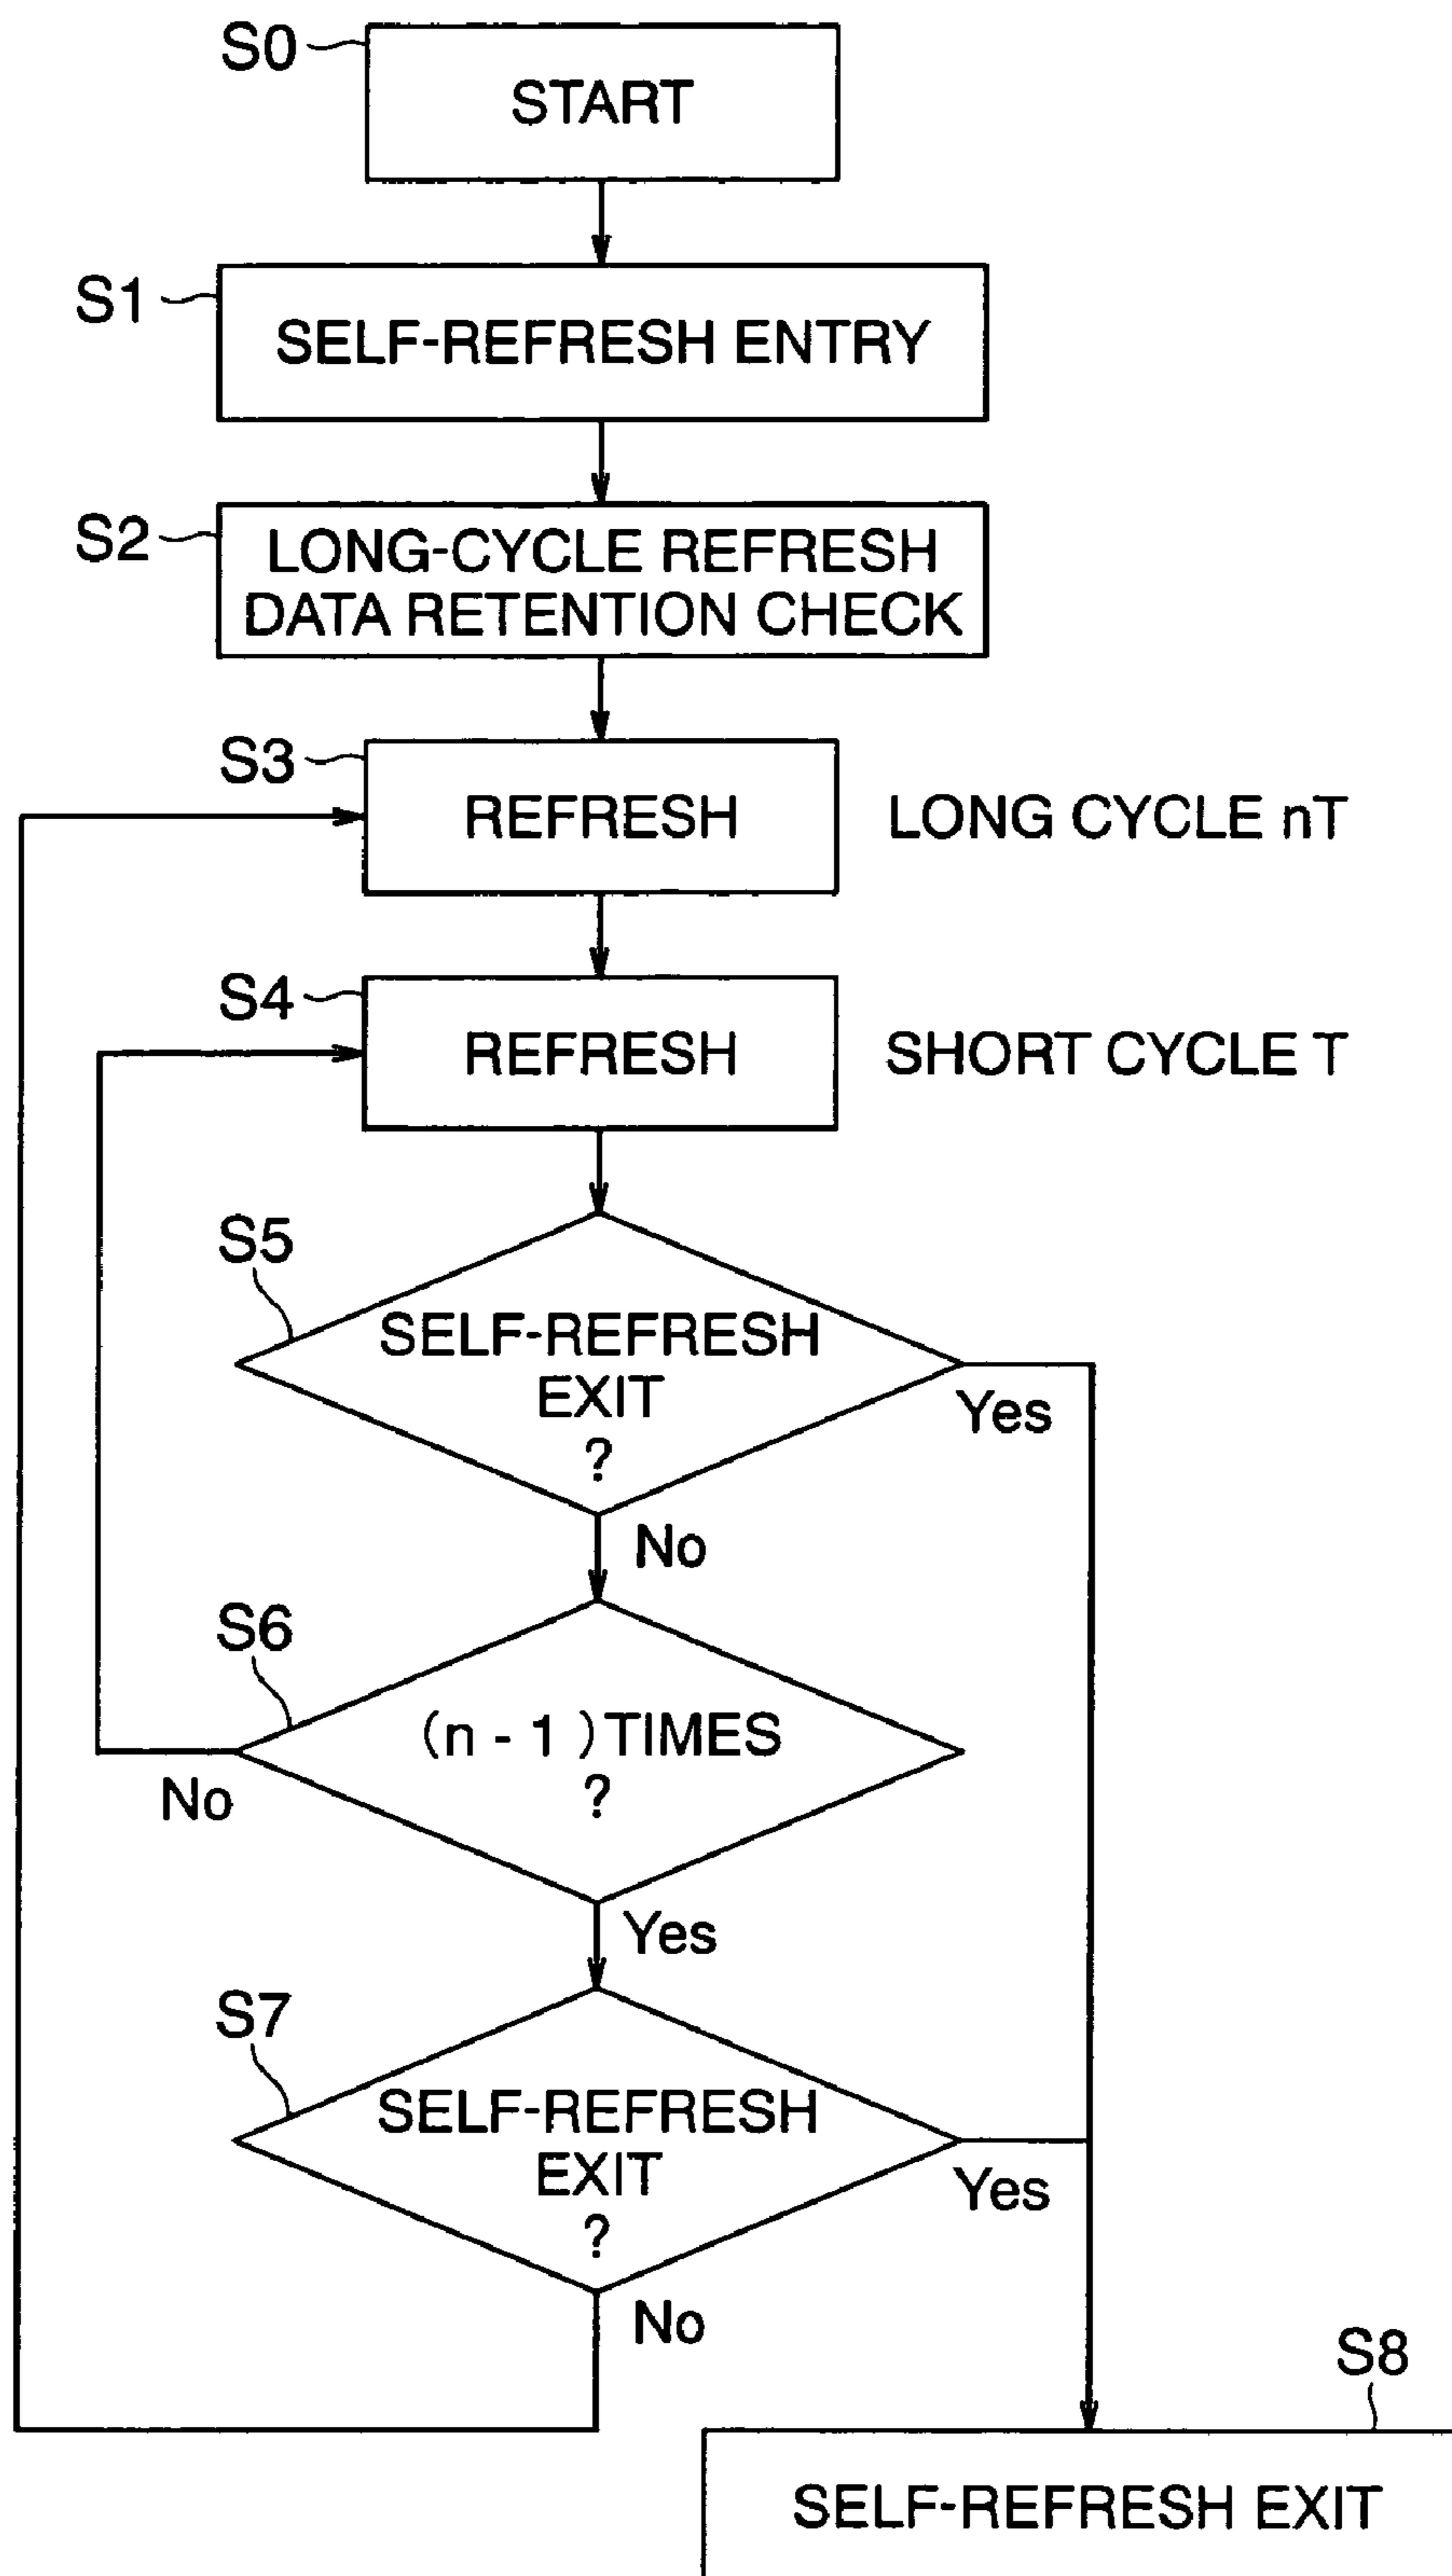 S0
START
S1
SELF-REFRESH ENTRY
S2
LONG-CYCLE REFRESH
DATA RETENTION CHECK
S3
REFRESH
LONG CYCLE nT
S4
REFRESH
SHORT CYCLE T
S5
SELF-REFRESH
EXIT
?
Yes
No
S6
(n - 1 )TIMES
?
No
Yes
S7
SELF-REFRESH
EXIT
?
Yes
No
S8
SELF-REFRESH EXIT